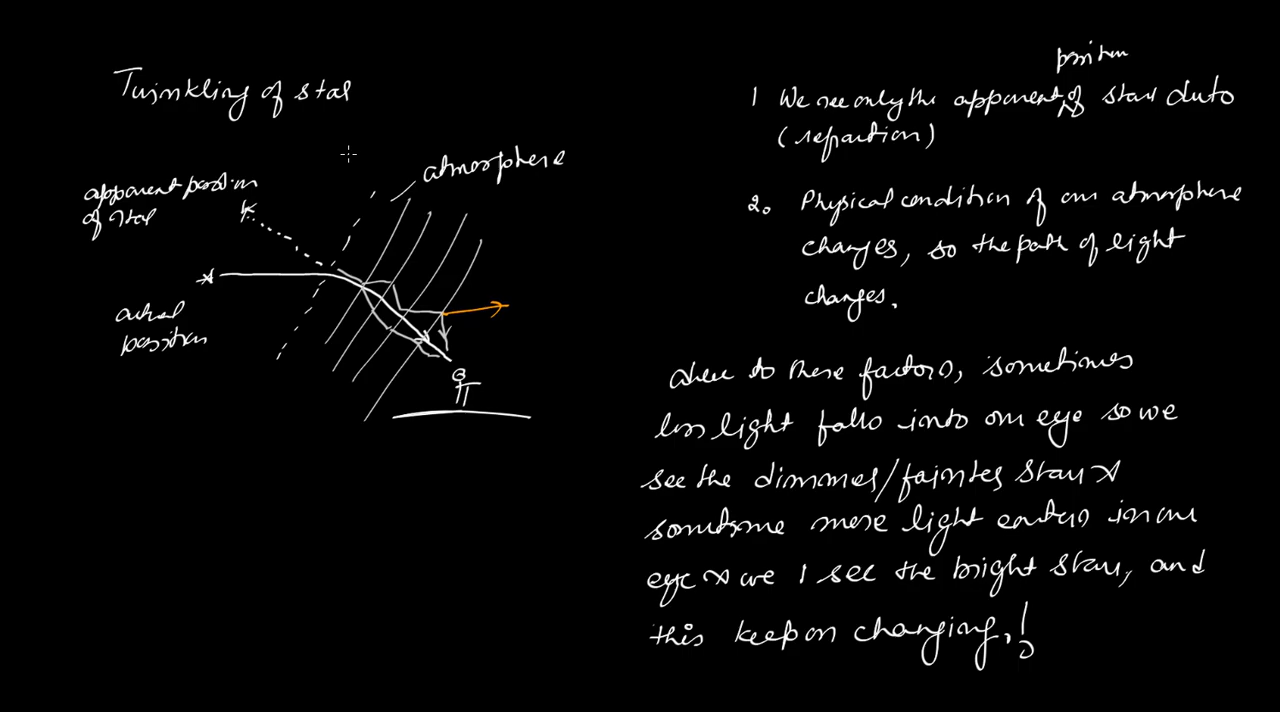 Twinkling of star
atmosphere
apparent position
of star
actual
position
position
1 We see only the apparent of star due to
(refraction)
2. Physical condition of our atmosphere
changes, so the path of light
changes.
due to these factors, sometimes
less light falls into our eye so we
see the dimmer/fainter star &
sometime more light enters in our
eye & we see the bright star, and
this keep on changing.!